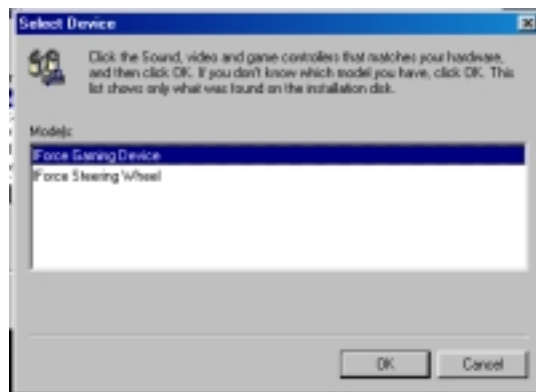 Select Device
Click the Sound, video and game controllers that matches your hardware,
and then click OK. If you don't know which model you have, click OK. This
list shows only what was found on the installation disk.
Models:
IForce Gaming Device
IForce Steering Wheel
OK
Cancel